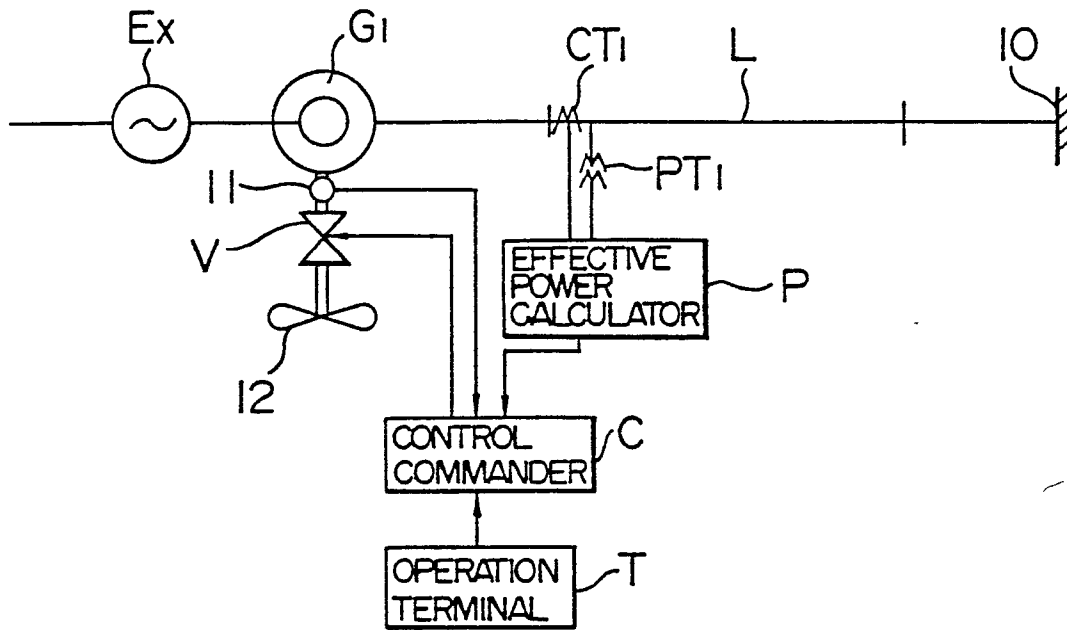 Ex
G1
CT1
L
10
11
PT1
V
EFFECTIVE
POWER
CALCULATOR
P
12
CONTROL
COMMANDER
C
OPERATION
TERMINAL
T